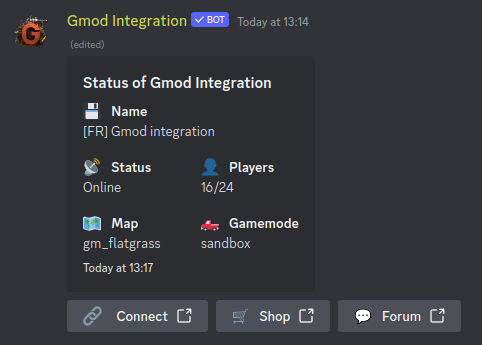 Gmod Integration BOT Today at 13:14
(edited)
Status of Gmod Integration
Name
[FR] Gmod integration
Status Players
Online 16/24
Map Gamemode
gm_flatgrass sandbox
Today at 13:17
Connect Shop Forum